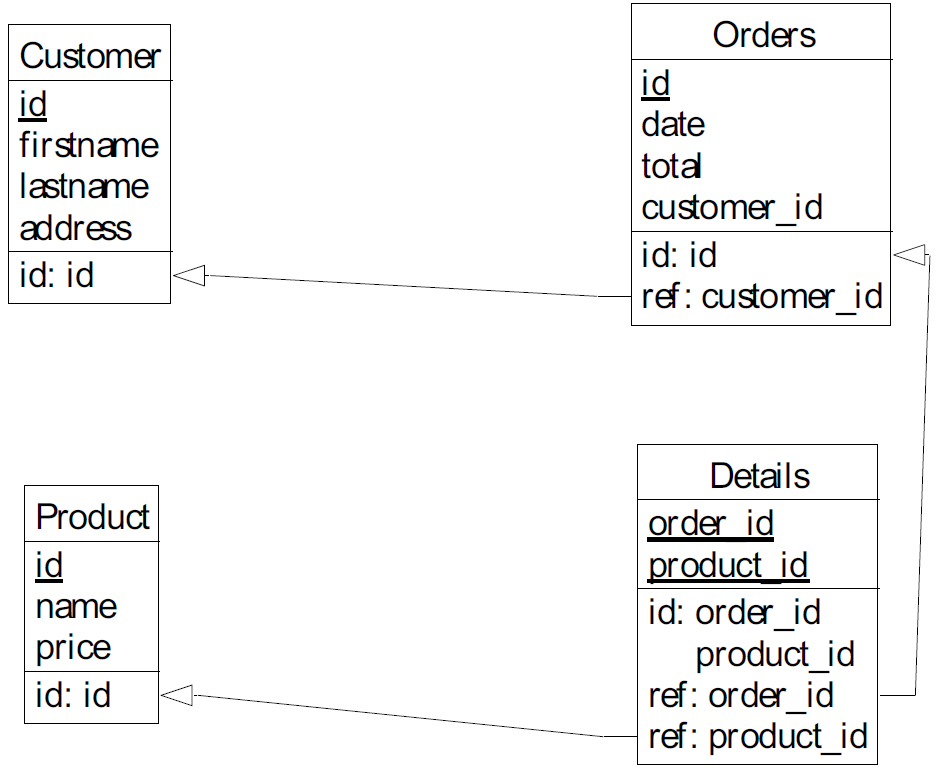 Customer
id
firstname
lastname
address
id: id
Orders
id
date
total
customer_id
id: id
ref: customer_id
Product
id
name
price
id: id
Details
order_id
product_id
id: order_id
product_id
ref: order_id
ref: product_id